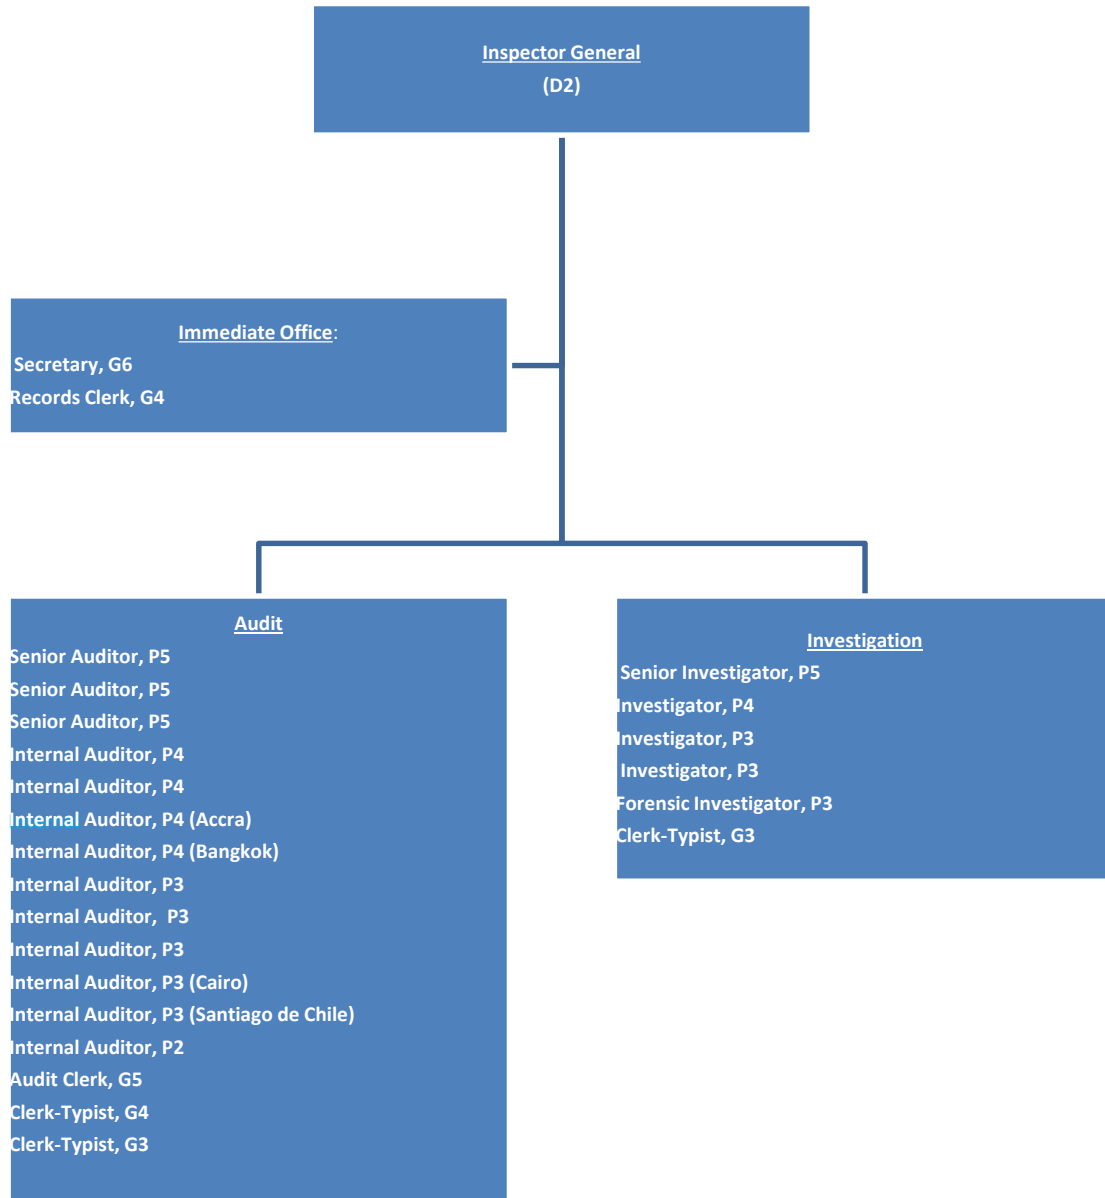 Inspector General
(D2)
Immediate Office:
Secretary, G6
Records Clerk, G4
Audit
Senior Auditor, P5
Senior Auditor, P5
Senior Auditor, P5
Internal Auditor, P4
Internal Auditor, P4
Internal Auditor, P4 (Accra)
Internal Auditor, P4 (Bangkok)
Internal Auditor, P3
Internal Auditor,  P3
Internal Auditor, P3
Internal Auditor, P3 (Cairo)
Internal Auditor, P3 (Santiago de Chile)
Internal Auditor, P2
Audit Clerk, G5
Clerk-Typist, G4
Clerk-Typist, G3
Investigation
Senior Investigator, P5
Investigator, P4
Investigator, P3
Investigator, P3
Forensic Investigator, P3
Clerk-Typist, G3